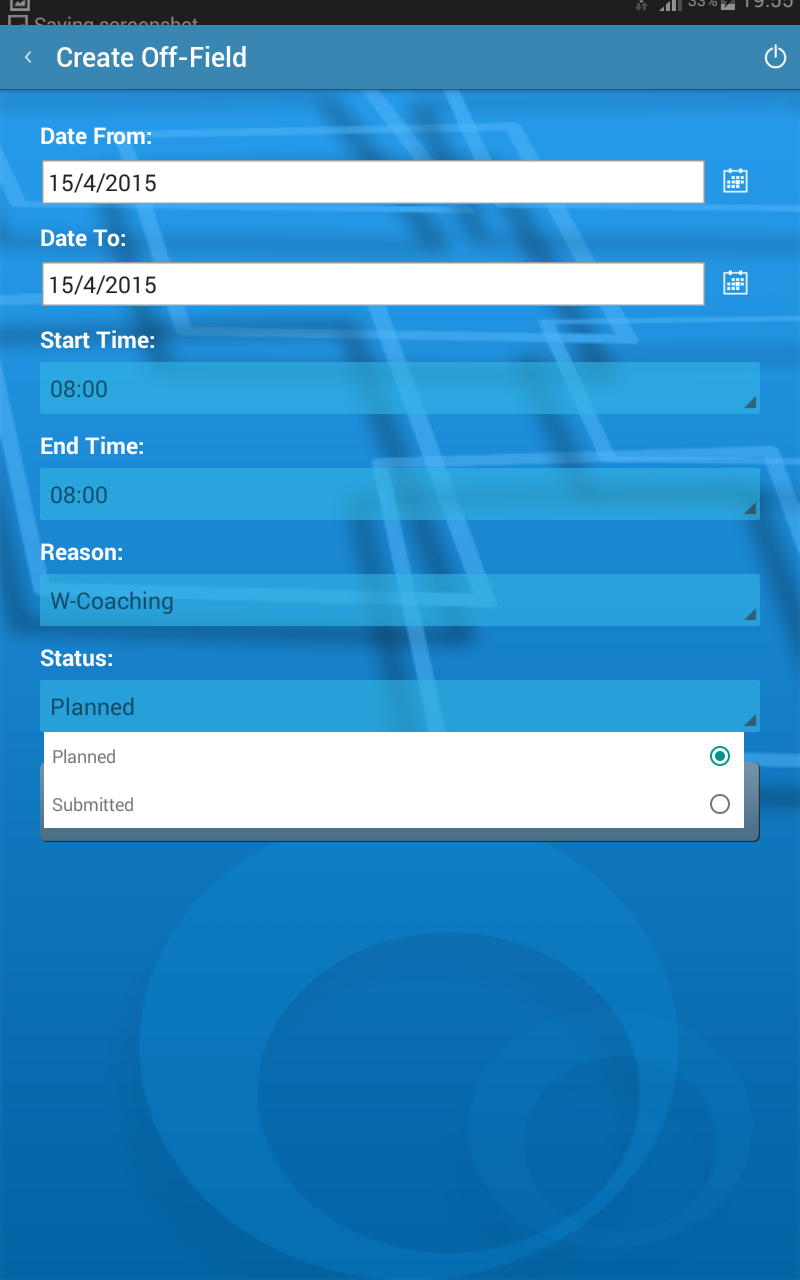 Saving screenshot
33% 19:55
Create Off-Field
Date From:
15/4/2015
Date To:
15/4/2015
Start Time:
08:00
End Time:
08:00
Reason:
W-Coaching
Status:
Planned
Planned
Submitted